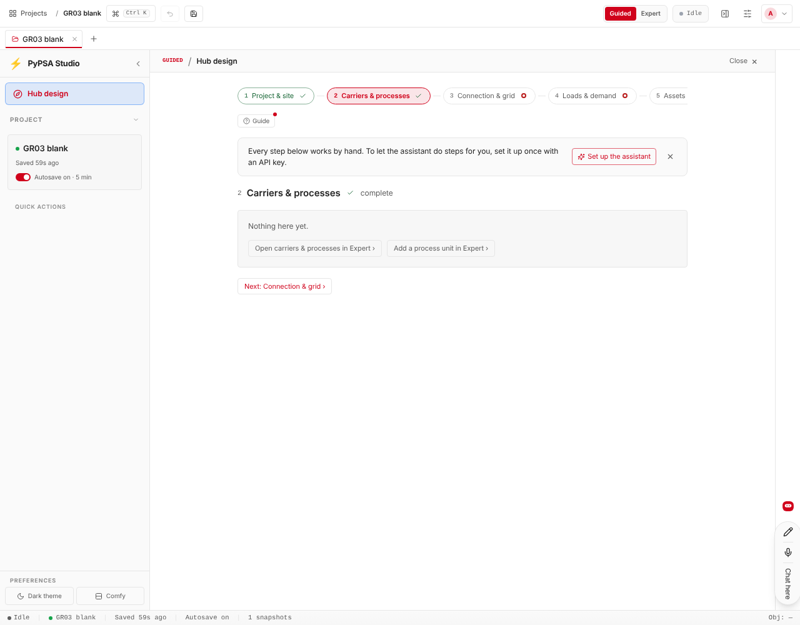 Projects / GR03 blank ⌘ Ctrl K Guided Expert Idle A
GR03 blank × +
PyPSA Studio
GUIDED / Hub design Close ×
Hub design
1 Project & site ✓ 2 Carriers & processes ✓ 3 Connection & grid 4 Loads & demand 5 Assets
PROJECT
Guide
GR03 blank
Saved 59s ago
Autosave on · 5 min
Every step below works by hand. To let the assistant do steps for you, set it up once with
an API key.
Set up the assistant
2 Carriers & processes ✓ complete
QUICK ACTIONS
Nothing here yet.
Open carriers & processes in Expert › Add a process unit in Expert ›
Next: Connection & grid ›
Chat here
PREFERENCES
Dark theme Comfy
Idle GR03 blank Saved 59s ago Autosave on 1 snapshots Obj: —